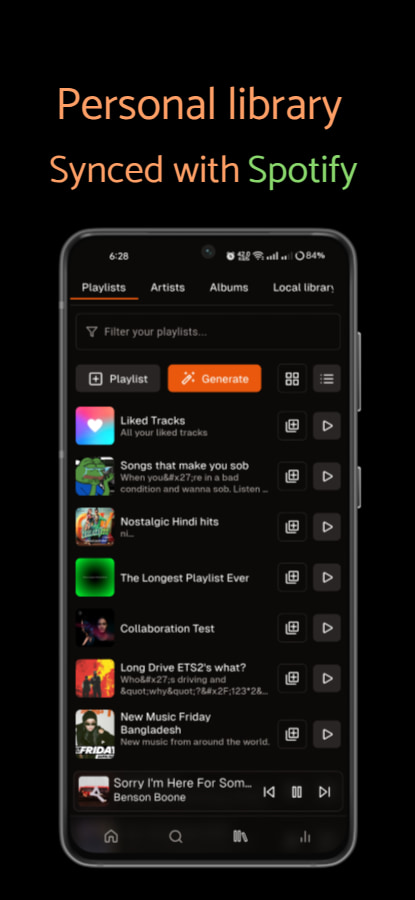 Personal library
Synced with Spotify
6:28
84%
Playlists Artists Albums Local library
Filter your playlists...
Playlist Generate
Liked Tracks
All your liked tracks
Songs that make you sob
When you&#x27;re in a bad
condition and wanna sob. Listen ...
Nostalgic Hindi hits
ni...
The Longest Playlist Ever
Collaboration Test
Long Drive ETS2's what?
Who&#x27;s driving and
&quot;why&quot;?&#x2F;123*2&...
New Music Friday
Bangladesh
New music from around the world.
FRIDAY
Sorry I'm Here For Som...
Benson Boone